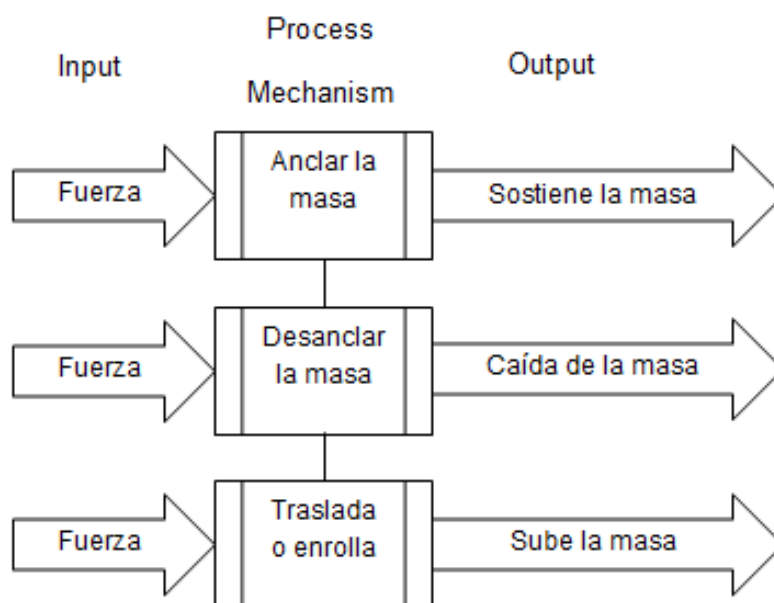 Process
Input
Output
Mechanism
Anclar la
masa
Fuerza
Sostiene la masa
Desanclar
la masa
Fuerza
Caída de la masa
Traslada
o enrolla
Fuerza
Sube la masa